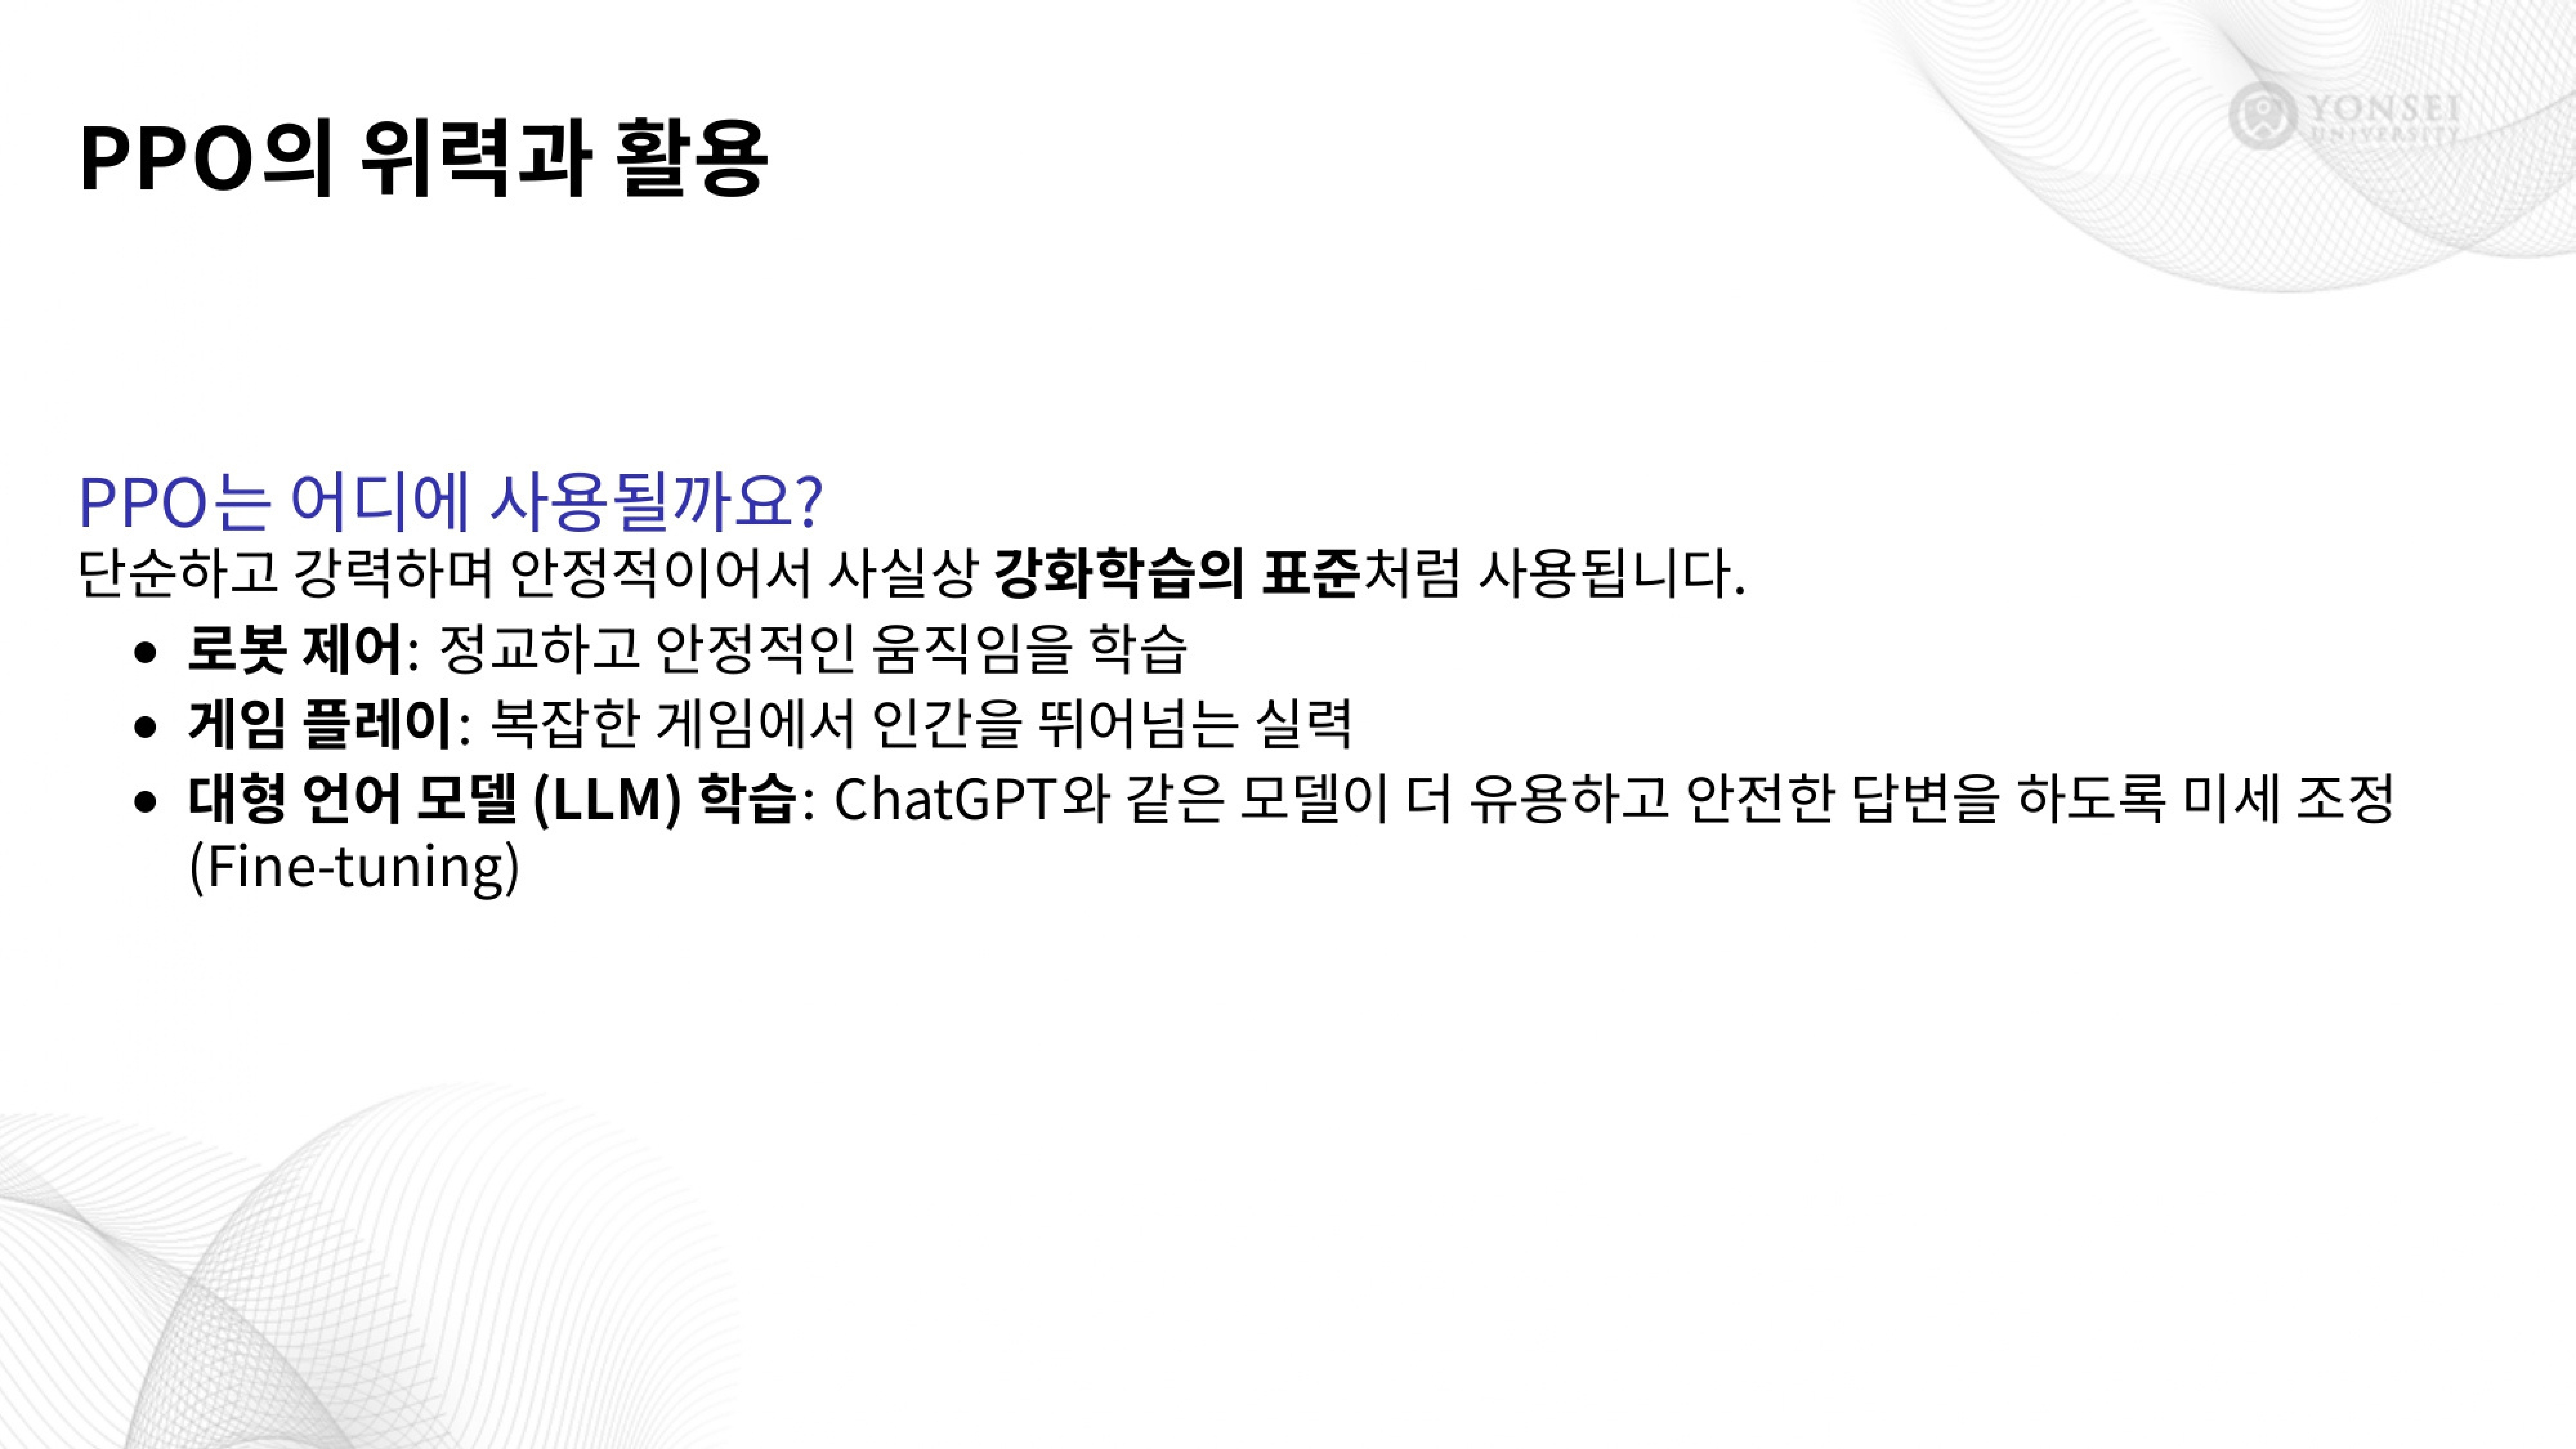 PPO의 위력과 활용
YONSEI
UNIVERSITY
PPO는 어디에 사용될까요?
단순하고 강력하며 안정적이어서 사실상 강화학습의 표준처럼 사용됩니다.
• 로봇 제어: 정교하고 안정적인 움직임을 학습
• 게임 플레이: 복잡한 게임에서 인간을 뛰어넘는 실력
• 대형 언어 모델 (LLM) 학습: ChatGPT와 같은 모델이 더 유용하고 안전한 답변을 하도록 미세 조정
(Fine-tuning)